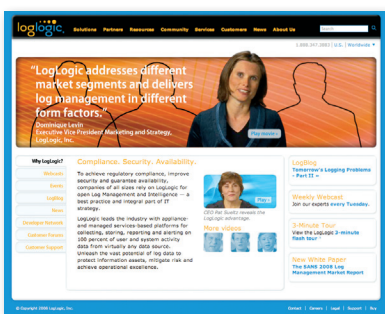 loglogic
Solutions Partners Resources Community Services Customers News About Us
Search
U.S. | Worldwide
"LogLogic addresses different
market segments and delivers
log management in different
form factors,"
Dominique Levin
Executive Vice President Marketing and Strategy,
LogLogic, Inc.
Play movie
Why LogLogic?
Webcasts
Events
LogBlog
News
Developer Network
Customer Forums
Customer Support
Compliance. Security. Availability.
To achieve regulatory compliance, improve
security and guarantee availability,
companies of all sizes rely on LogLogic for
open Log Management and Intelligence — a
best practice and integral part of IT
strategy.
LogLogic leads the industry with appliance-
and managed services-based platforms for
collecting, storing, reporting and alerting on
100 percent of user and system activity
data from virtually any data source.
Unleash the vast potential of log data to
protect information assets, mitigate risk and
achieve operational excellence.
Play
CEO Pat Sueltz reveals the
LogLogic advantage.
More videos
LogBlog
Tomorrow's Logging Problems
- Part II
Weekly Webcast
Join our experts every Tuesday.
3-Minute Tour
View the LogLogic 3-minute
flash tour
New White Paper
The SANS 2008 Log
Management Market Report
Copyright 2008 LogLogic, Inc.
Contact | Careers | Legal | Support | Buy